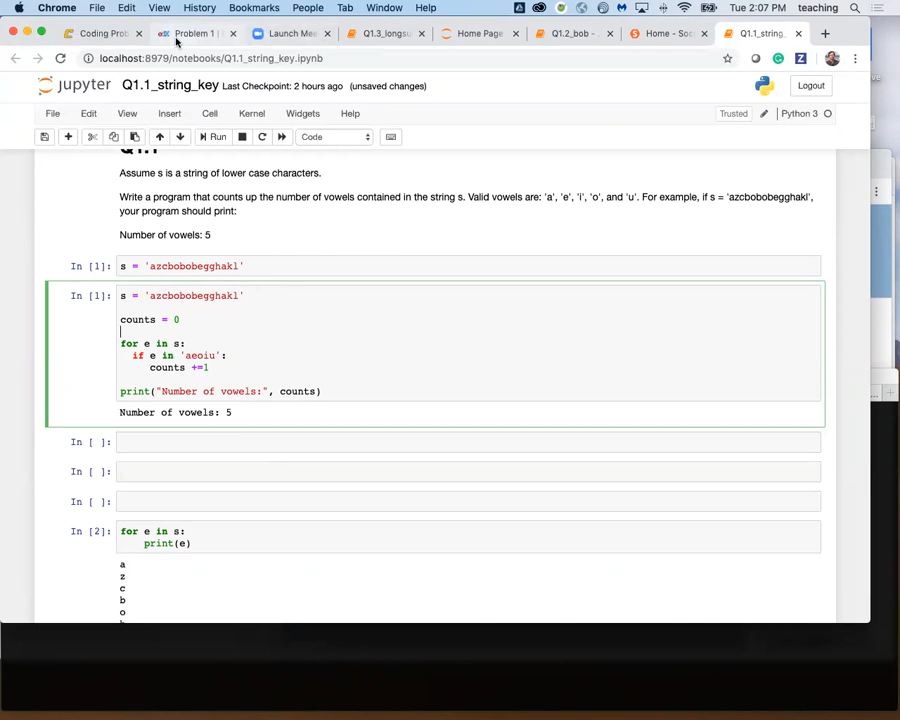 Chrome File Edit View History Bookmarks People Tab Window Help Tue 2:07 PM teaching
Coding Prob Problem 1 | Launch Mee Q1.3_longsu Home Page Q1.2_bob - Home - Soc Q1.1_string_
localhost:8979/notebooks/Q1.1_string_key.ipynb
jupyter Q1.1_string_key Last Checkpoint: 2 hours ago (unsaved changes) Logout
File Edit View Insert Cell Kernel Widgets Help Trusted Python 3
Run Code
Q1.1
Assume s is a string of lower case characters.
Write a program that counts up the number of vowels contained in the string s. Valid vowels are: 'a', 'e', 'i', 'o', and 'u'. For example, if s = 'azcbobobegghakl',
your program should print:
Number of vowels: 5
In [1]: s = 'azcbobobegghakl'
In [1]: s = 'azcbobobegghakl'
counts = 0
for e in s:
if e in 'aeoiu':
counts +=1
print("Number of vowels:", counts)
Number of vowels: 5
In [ ]:
In [ ]:
In [ ]:
In [2]: for e in s:
print(e)
a
z
c
b
o